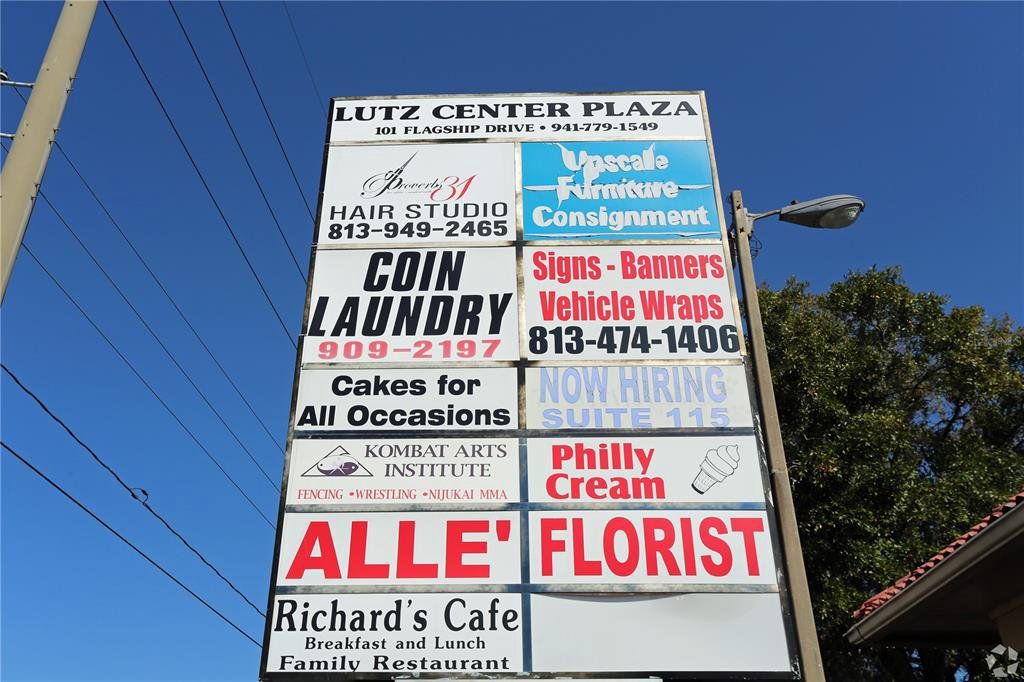 LUTZ CENTER PLAZA
101 FLAGSHIP DRIVE • 941-779-1549
Proverbs 31
HAIR STUDIO
813-949-2465
Upscale
Furniture
Consignment
COIN
LAUNDRY
909-2197
Signs - Banners
Vehicle Wraps
813-474-1406
Cakes for
All Occasions
NOW HIRING
SUITE 115
KOMBAT ARTS
INSTITUTE
FENCING • WRESTLING • NIJUKAI MMA
Philly
Cream
ALLE' FLORIST
Richard's Cafe
Breakfast and Lunch
Family Restaurant